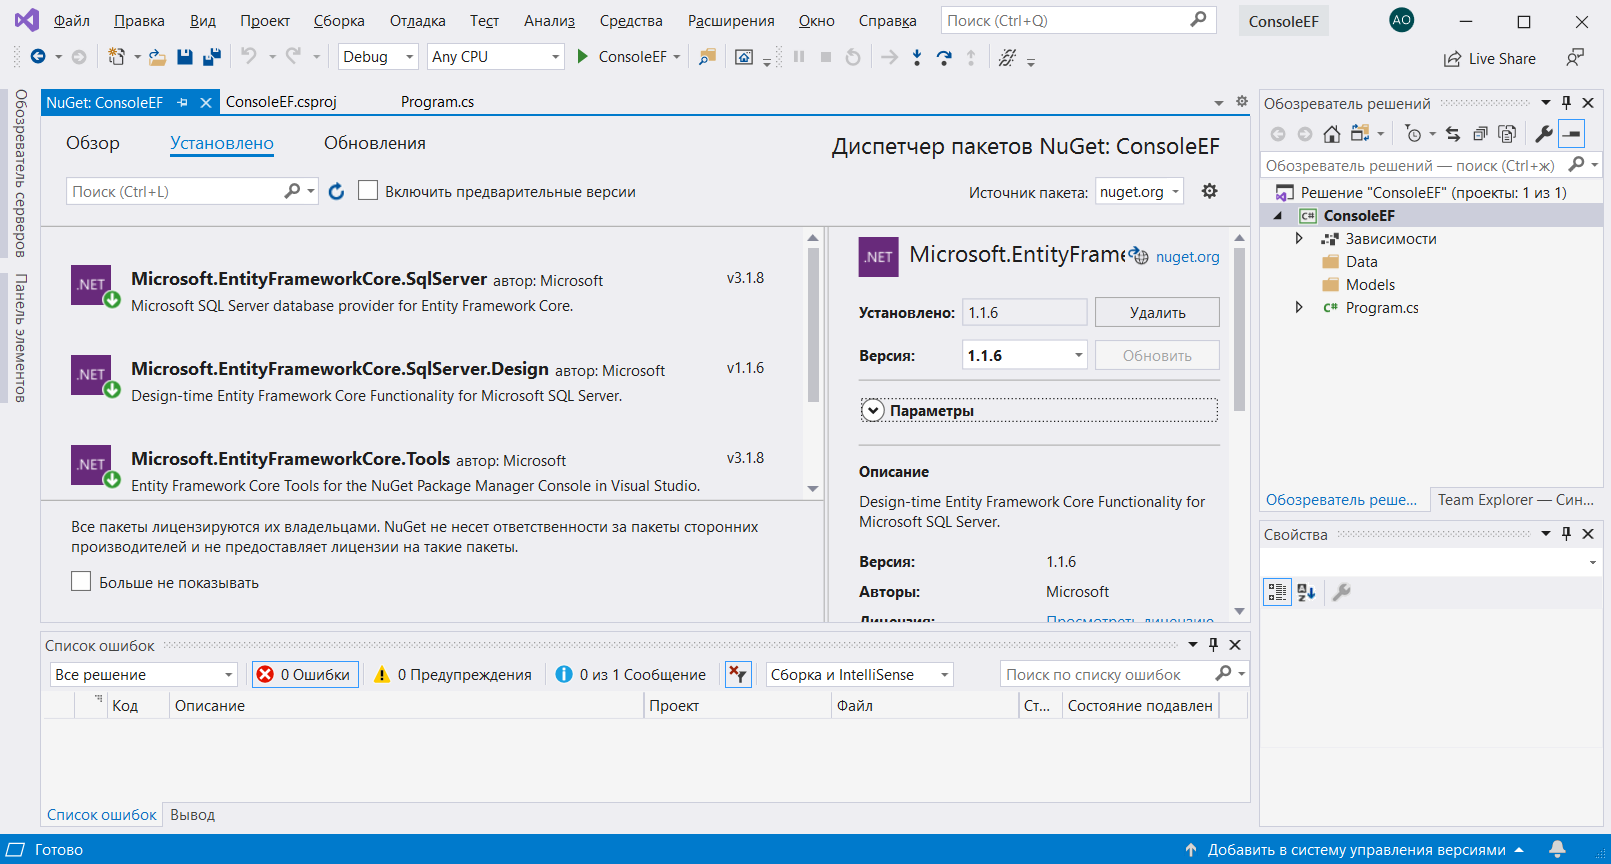 Файл Правка Вид Проект Сборка Отладка Тест Анализ Средства Расширения Окно Справка Поиск (Ctrl+Q) ConsoleEF AO
Debug Any CPU ConsoleEF Live Share
Обозреватель серверов
Панель элементов
NuGet: ConsoleEF ConsoleEF.csproj Program.cs
Обзор Установлено Обновления Диспетчер пакетов NuGet: ConsoleEF
Поиск (Ctrl+L) Включить предварительные версии Источник пакета: nuget.org
.NET Microsoft.EntityFrameworkCore.SqlServer автор: Microsoft v3.1.8
Microsoft SQL Server database provider for Entity Framework Core.
.NET Microsoft.EntityFrameworkCore.SqlServer.Design автор: Microsoft v1.1.6
Design-time Entity Framework Core Functionality for Microsoft SQL Server.
.NET Microsoft.EntityFrameworkCore.Tools автор: Microsoft v3.1.8
Entity Framework Core Tools for the NuGet Package Manager Console in Visual Studio.
Все пакеты лицензируются их владельцами. NuGet не несет ответственности за пакеты сторонних
производителей и не предоставляет лицензии на такие пакеты.
Больше не показывать
.NET Microsoft.EntityFrame nuget.org
Установлено: 1.1.6 Удалить
Версия: 1.1.6 Обновить
Параметры
Описание
Design-time Entity Framework Core Functionality for
Microsoft SQL Server.
Версия: 1.1.6
Авторы: Microsoft
Лицензия: Просмотреть лицензию
Обозреватель решений
Обозреватель решений — поиск (Ctrl+ж)
Решение "ConsoleEF" (проекты: 1 из 1)
C# ConsoleEF
Зависимости
Data
Models
C# Program.cs
Обозреватель реше... Team Explorer — Син...
Свойства
Список ошибок
Все решение 0 Ошибки 0 Предупреждения 0 из 1 Сообщение Сборка и IntelliSense Поиск по списку ошибок
Код Описание Проект Файл Ст... Состояние подавлен
Список ошибок Вывод
Готово Добавить в систему управления версиями